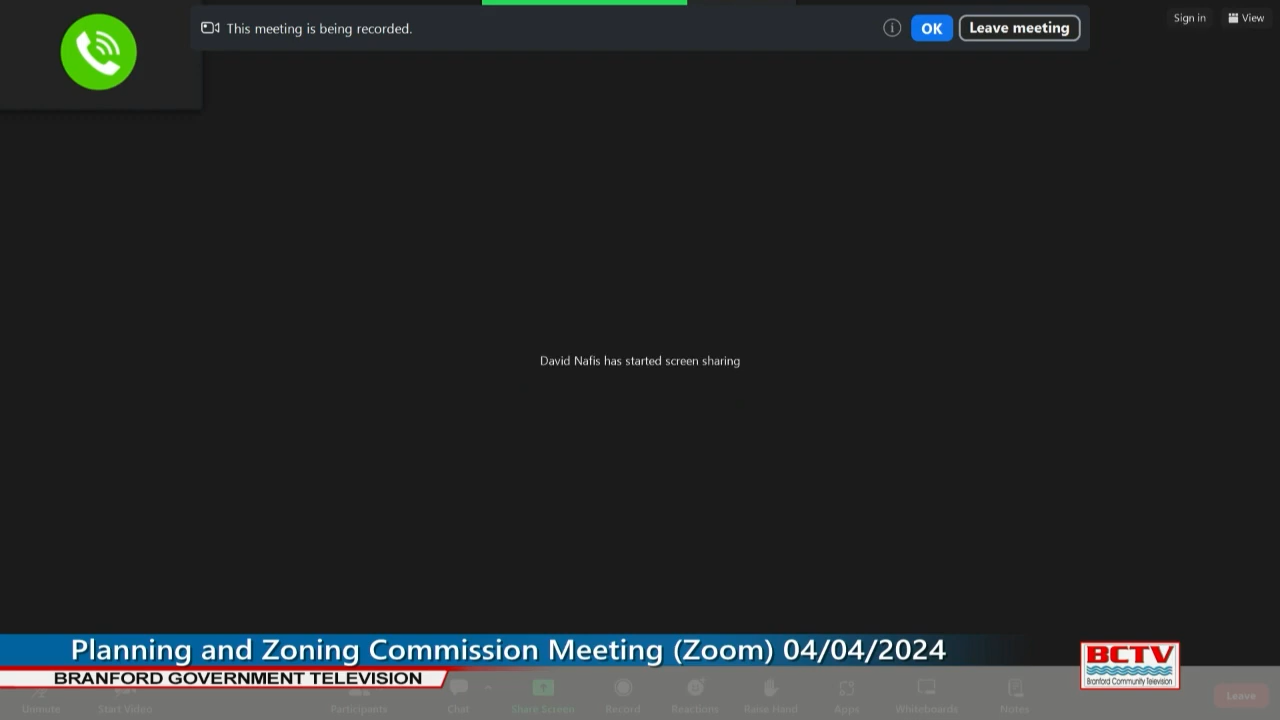 This meeting is being recorded.
OK
Leave meeting
Sign in
View
David Nafis has started screen sharing
Planning and Zoning Commission Meeting (Zoom) 04/04/2024
BCTV
Branford Community Television
BRANFORD GOVERNMENT TELEVISION
Unmute
Start Video
Participants
Chat
Share Screen
Record
Reactions
Raise Hand
Apps
Whiteboards
Notes
Leave